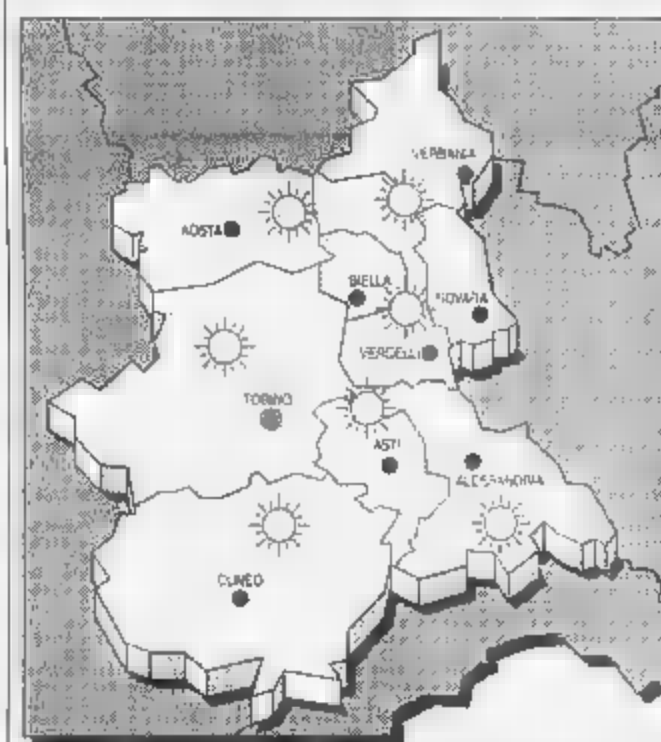 VERBANIA
AOSTA
BIELLA
NOVARA
VERCELLI
TORINO
ASTI
ALESSANDRIA
CUNEO